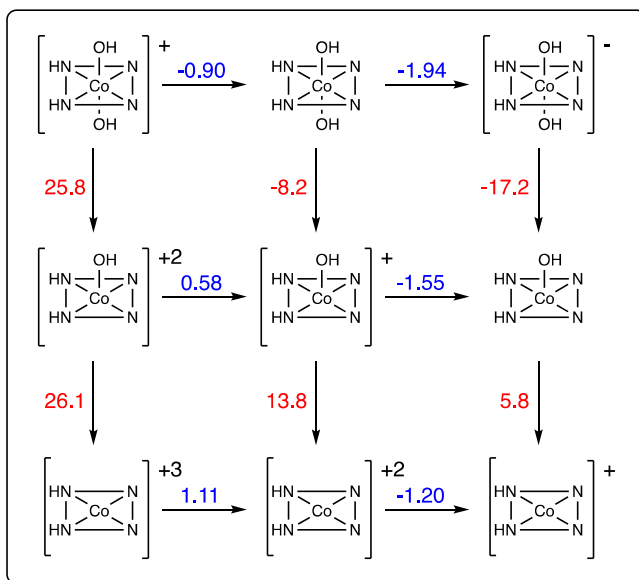 OH OH OH
+ -
HN N -0.90 HN N -1.94 HN N
Co Co Co
HN N HN N HN N
OH OH OH
25.8 -8.2 -17.2
OH +2 OH + OH
HN N 0.58 HN N -1.55 HN N
Co Co Co
HN N HN N HN N
26.1 13.8 5.8
+3 +2 +
HN N 1.11 HN N -1.20 HN N
Co Co Co
HN N HN N HN N